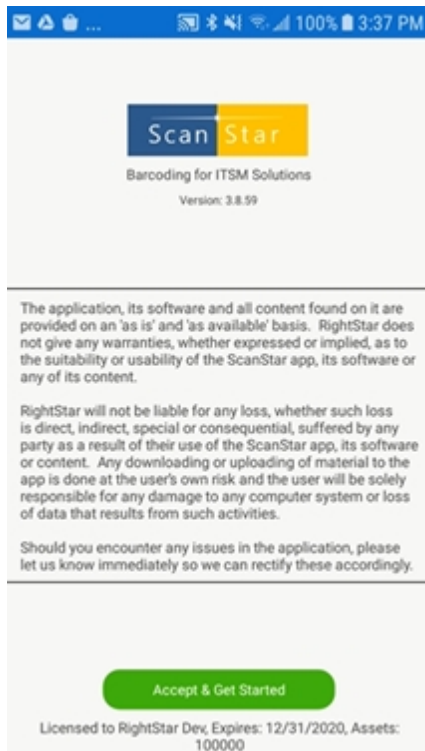 ... 100% 3:37 PM
Scan Star
Barcoding for ITSM Solutions
Version: 3.8.59
The application, its software and all content found on it are
provided on an 'as is' and 'as available' basis. RightStar does
not give any warranties, whether expressed or implied, as to
the suitability or usability of the ScanStar app, its software or
any of its content.
RightStar will not be liable for any loss, whether such loss
is direct, indirect, special or consequential, suffered by any
party as a result of their use of the ScanStar app, its software
or content. Any downloading or uploading of material to the
app is done at the user's own risk and the user will be solely
responsible for any damage to any computer system or loss
of data that results from such activities.
Should you encounter any issues in the application, please
let us know immediately so we can rectify these accordingly.
Accept & Get Started
Licensed to RightStar Dev, Expires: 12/31/2020, Assets:
100000